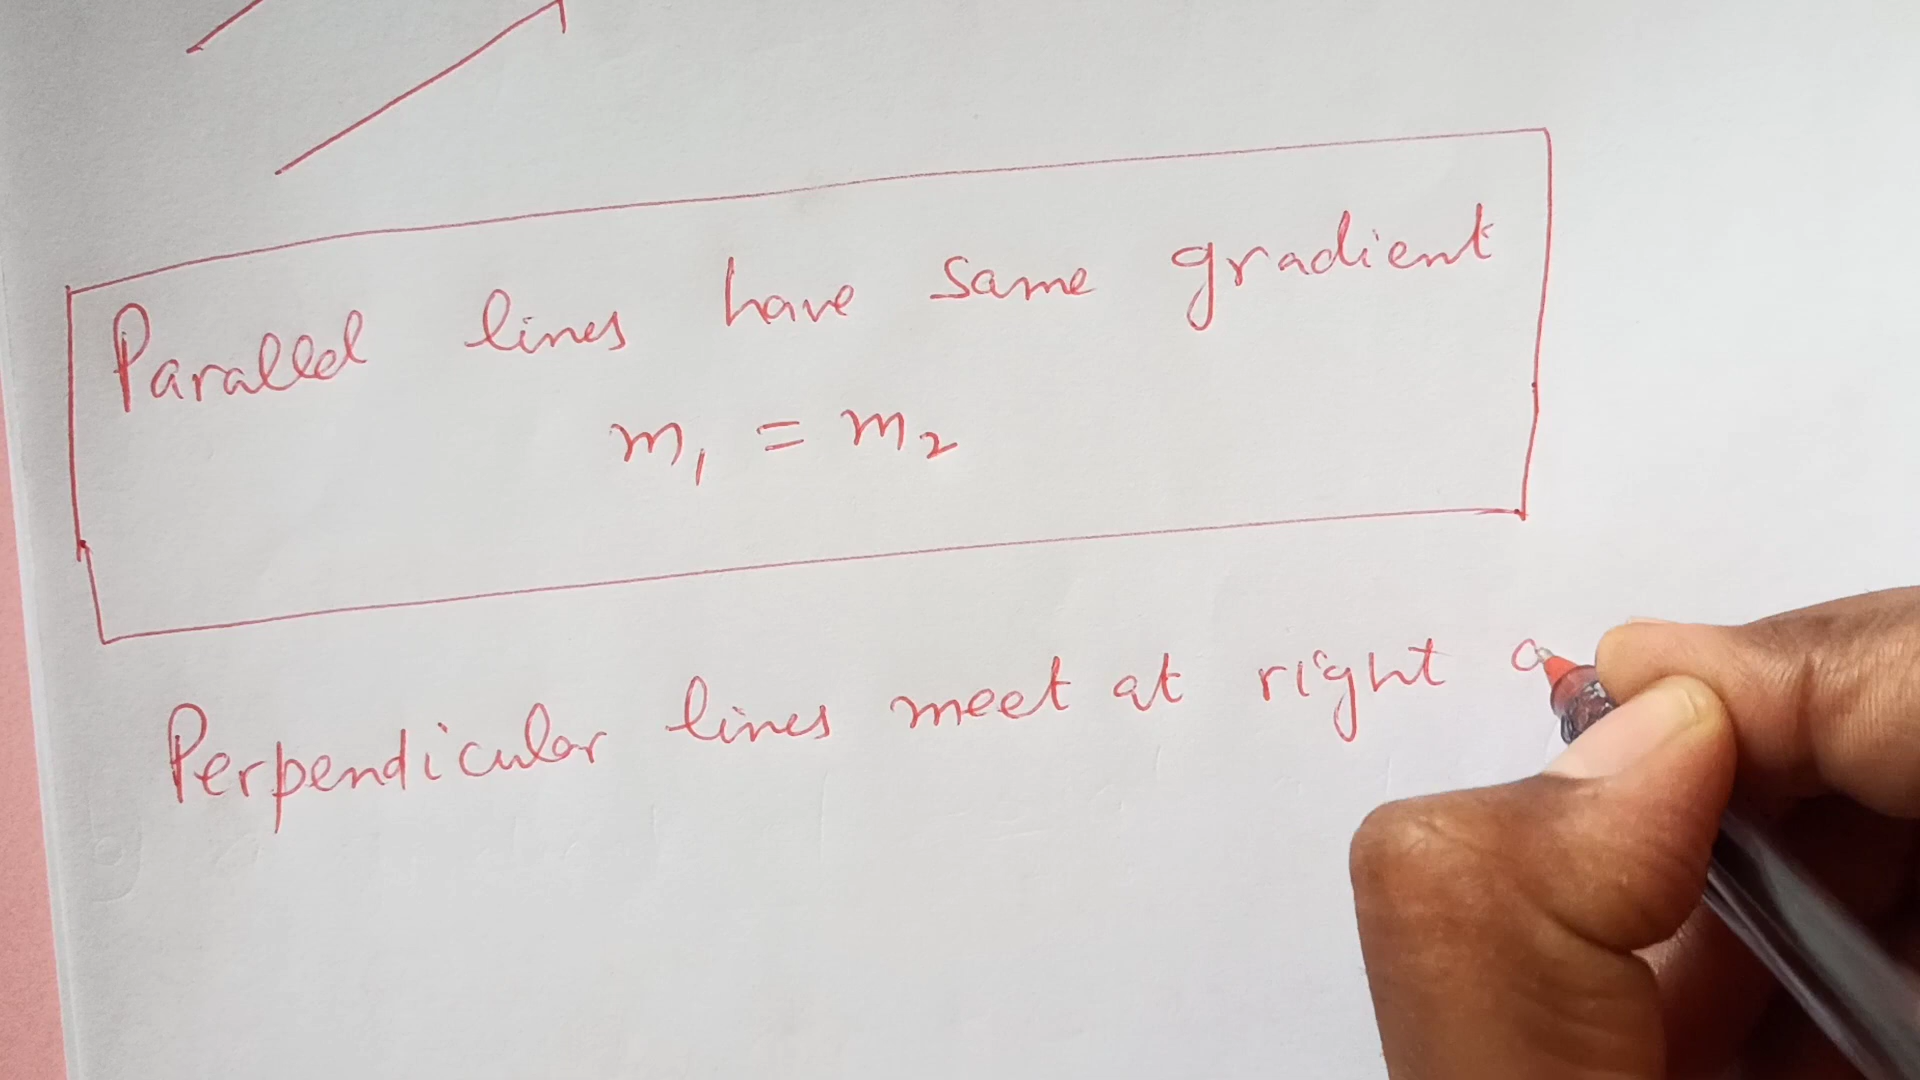 Parallel lines have same gradient
m₁ = m₂
Perpendicular lines meet at right a